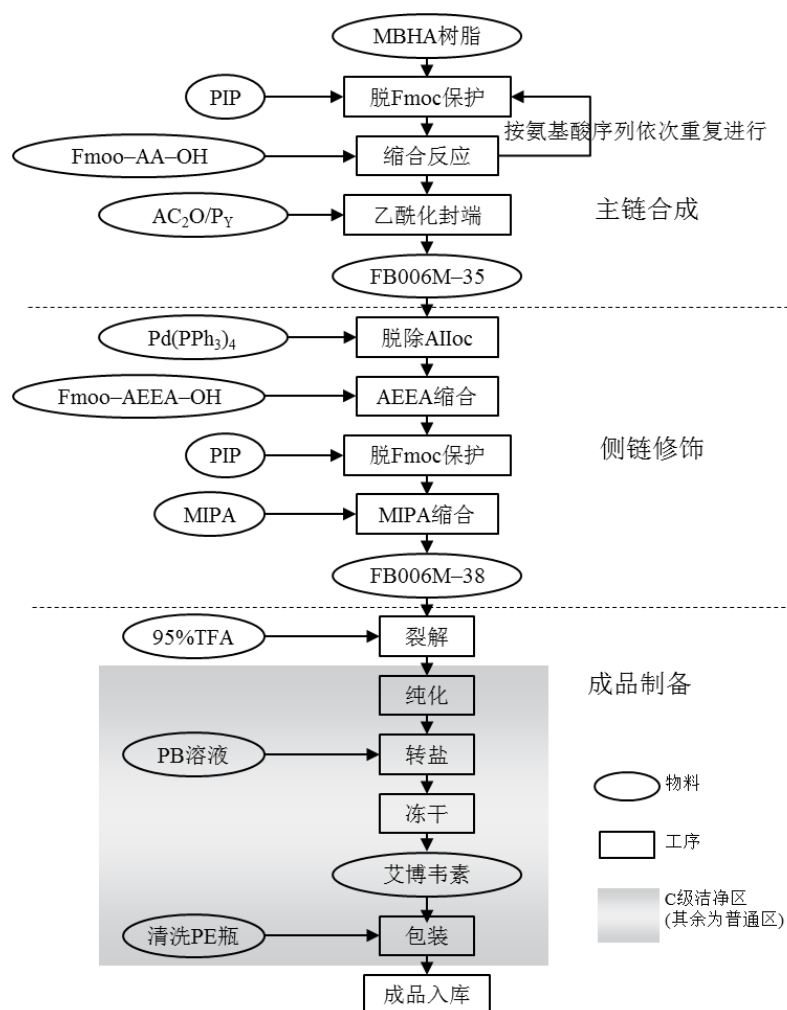 MBHA树脂
PIP
脱Fmoc保护
按氨基酸序列依次重复进行
Fmoo–AA–OH
缩合反应
AC₂O/P_Y
乙酰化封端
主链合成
FB006M–35
Pd(PPh₃)₄
脱除AIIoc
Fmoo–AEEA–OH
AEEA缩合
PIP
脱Fmoc保护
侧链修饰
MIPA
MIPA缩合
FB006M–38
95%TFA
裂解
成品制备
纯化
PB溶液
转盐
物料
冻干
工序
艾博韦素
C级洁净区
(其余为普通区)
清洗PE瓶
包装
成品入库